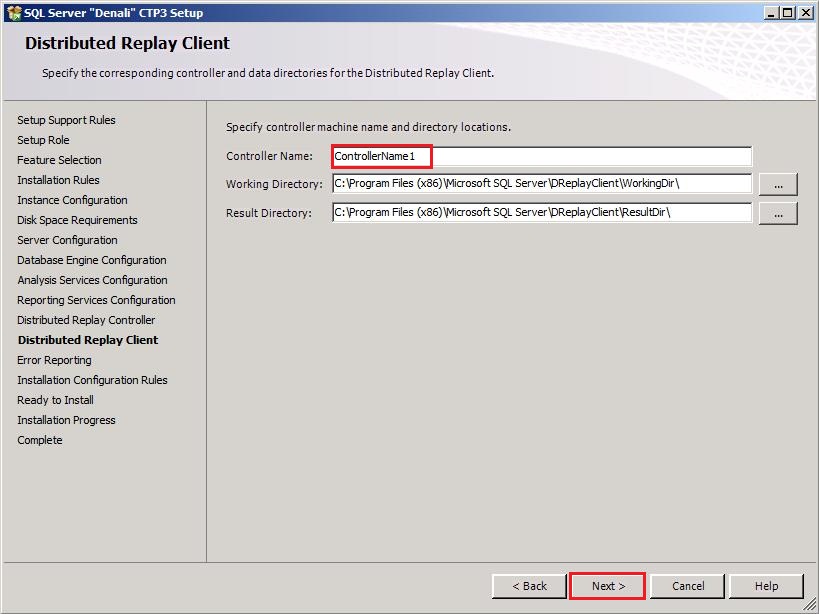 SQL Server "Denali" CTP3 Setup
Distributed Replay Client
Specify the corresponding controller and data directories for the Distributed Replay Client.
Setup Support Rules
Setup Role
Feature Selection
Installation Rules
Instance Configuration
Disk Space Requirements
Server Configuration
Database Engine Configuration
Analysis Services Configuration
Reporting Services Configuration
Distributed Replay Controller
Distributed Replay Client
Error Reporting
Installation Configuration Rules
Ready to Install
Installation Progress
Complete
Specify controller machine name and directory locations.
Controller Name: ControllerName1
Working Directory: C:\Program Files (x86)\Microsoft SQL Server\DReplayClient\WorkingDir\ ...
Result Directory: C:\Program Files (x86)\Microsoft SQL Server\DReplayClient\ResultDir\ ...
< Back Next > Cancel Help